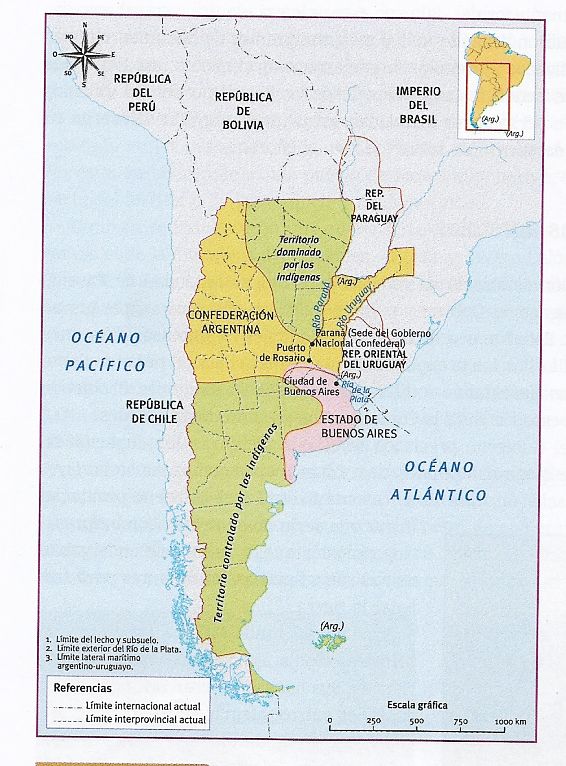 N
NO
NE
O
E
SO
SE
S
REPÚBLICA
DEL
PERÚ
REPÚBLICA
DE
BOLIVIA
IMPERIO
DEL
BRASIL
(Arg.)
(Arg.)
REP.
DEL
PARAGUAY
Territorio
dominado
por los
indígenas
(Arg.)
Río Paraná
Río Uruguay
CONFEDERACIÓN
ARGENTINA
Paraná (Sede del Gobierno
Nacional Confederal)
Puerto
de Rosario
REP. ORIENTAL
DEL URUGUAY
(Arg.)
Ciudad de
Buenos Aires
Río
de la
Plata
3
OCÉANO
PACÍFICO
REPÚBLICA
DE CHILE
ESTADO DE
BUENOS AIRES
OCÉANO
ATLÁNTICO
Territorio controlado por los indígenas
(Arg.)
1. Límite del lecho y subsuelo.
2. Límite exterior del Río de la Plata.
3. Límite lateral marítimo
argentino-uruguayo.
Referencias
Límite internacional actual
Límite interprovincial actual
Escala gráfica
0 250 500 750 1000 km